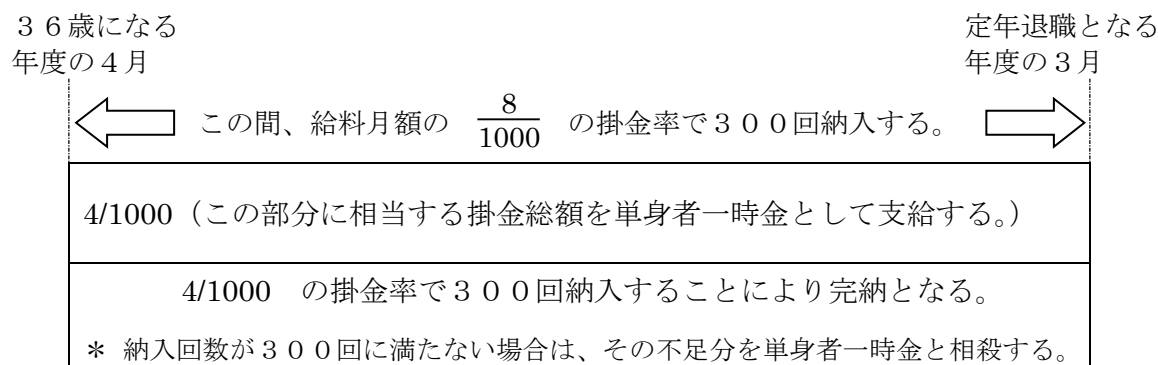 ３６歳になる
年度の４月
定年退職となる
年度の３月
この間、給料月額の 8/1000 の掛金率で３００回納入する。
4/1000（この部分に相当する掛金総額を単身者一時金として支給する。）
4/1000　の掛金率で３００回納入することにより完納となる。
＊ 納入回数が３００回に満たない場合は、その不足分を単身者一時金と相殺する。